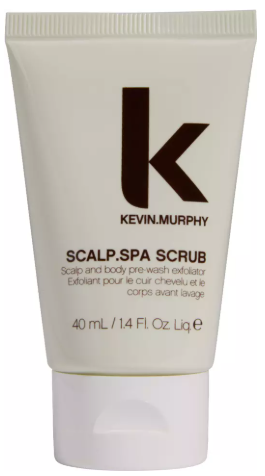 k
KEVIN.MURPHY
SCALP.SPA SCRUB
Scalp and body pre-wash exfoliator
Exfoliant pour le cuir chevelu et le
corps avant lavage
40 mL / 1.4 Fl. Oz. Liq. ℮